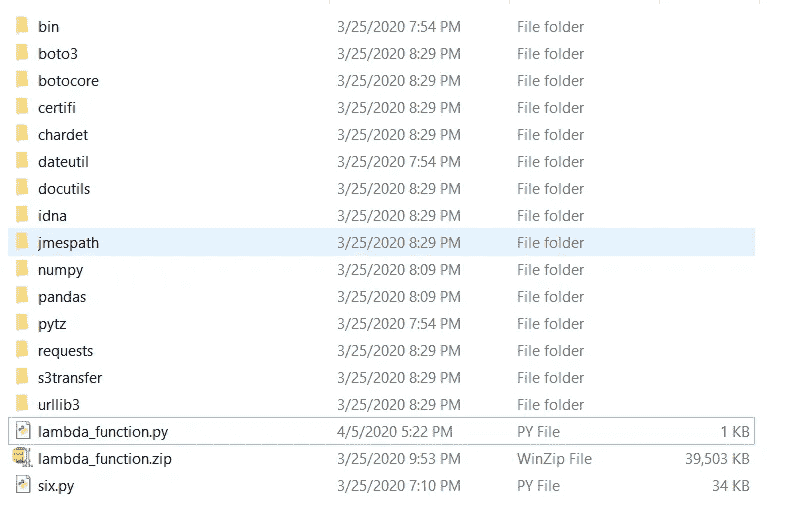 bin 3/25/2020 7:54 PM File folder
boto3 3/25/2020 8:29 PM File folder
botocore 3/25/2020 8:29 PM File folder
certifi 3/25/2020 8:29 PM File folder
chardet 3/25/2020 8:29 PM File folder
dateutil 3/25/2020 7:54 PM File folder
docutils 3/25/2020 8:29 PM File folder
idna 3/25/2020 8:29 PM File folder
jmespath 3/25/2020 8:29 PM File folder
numpy 3/25/2020 8:09 PM File folder
pandas 3/25/2020 8:09 PM File folder
pytz 3/25/2020 7:54 PM File folder
requests 3/25/2020 8:29 PM File folder
s3transfer 3/25/2020 8:29 PM File folder
urllib3 3/25/2020 8:29 PM File folder
lambda_function.py 4/5/2020 5:22 PM PY File 1 KB
lambda_function.zip 3/25/2020 9:53 PM WinZip File 39,503 KB
six.py 3/25/2020 7:10 PM PY File 34 KB